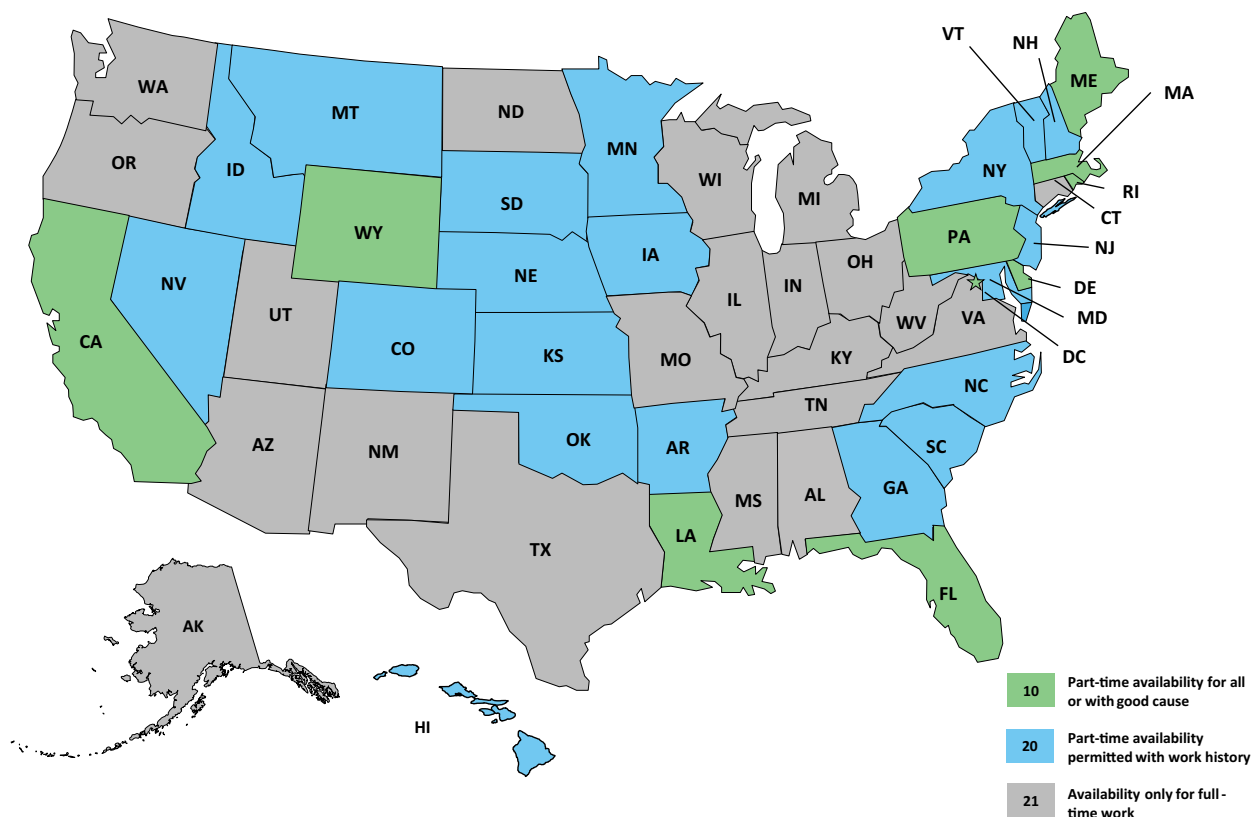 VT
NH
ME
WA
MA
MT
ND
MN
OR
ID
NY
WI
RI
SD
MI
CT
WY
PA
NJ
IA
OH
NE
NV
IN
DE
IL
UT
WV
VA
MD
CA
CO
KS
KY
DC
MO
NC
TN
OK
AR
AZ
NM
SC
GA
MS
AL
LA
TX
FL
AK
HI
10 Part-time availability for all
or with good cause
20 Part-time availability
permitted with work history
21 Availability only for full-
time work